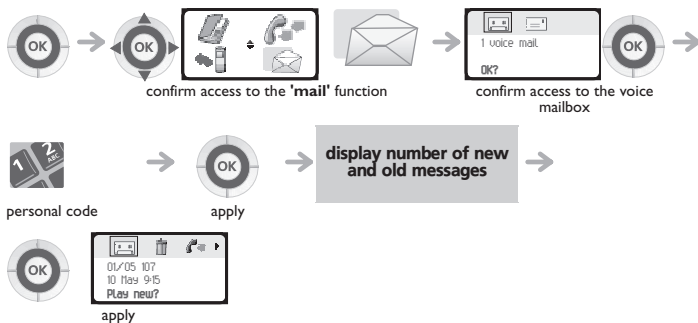 OK
OK
confirm access to the 'mail' function
1 voice mail
OK?
OK
confirm access to the voice
mailbox
1 2 ABC
personal code
OK
apply
display number of new
and old messages
OK
01/05 107
10 May 9:15
Play new?
apply